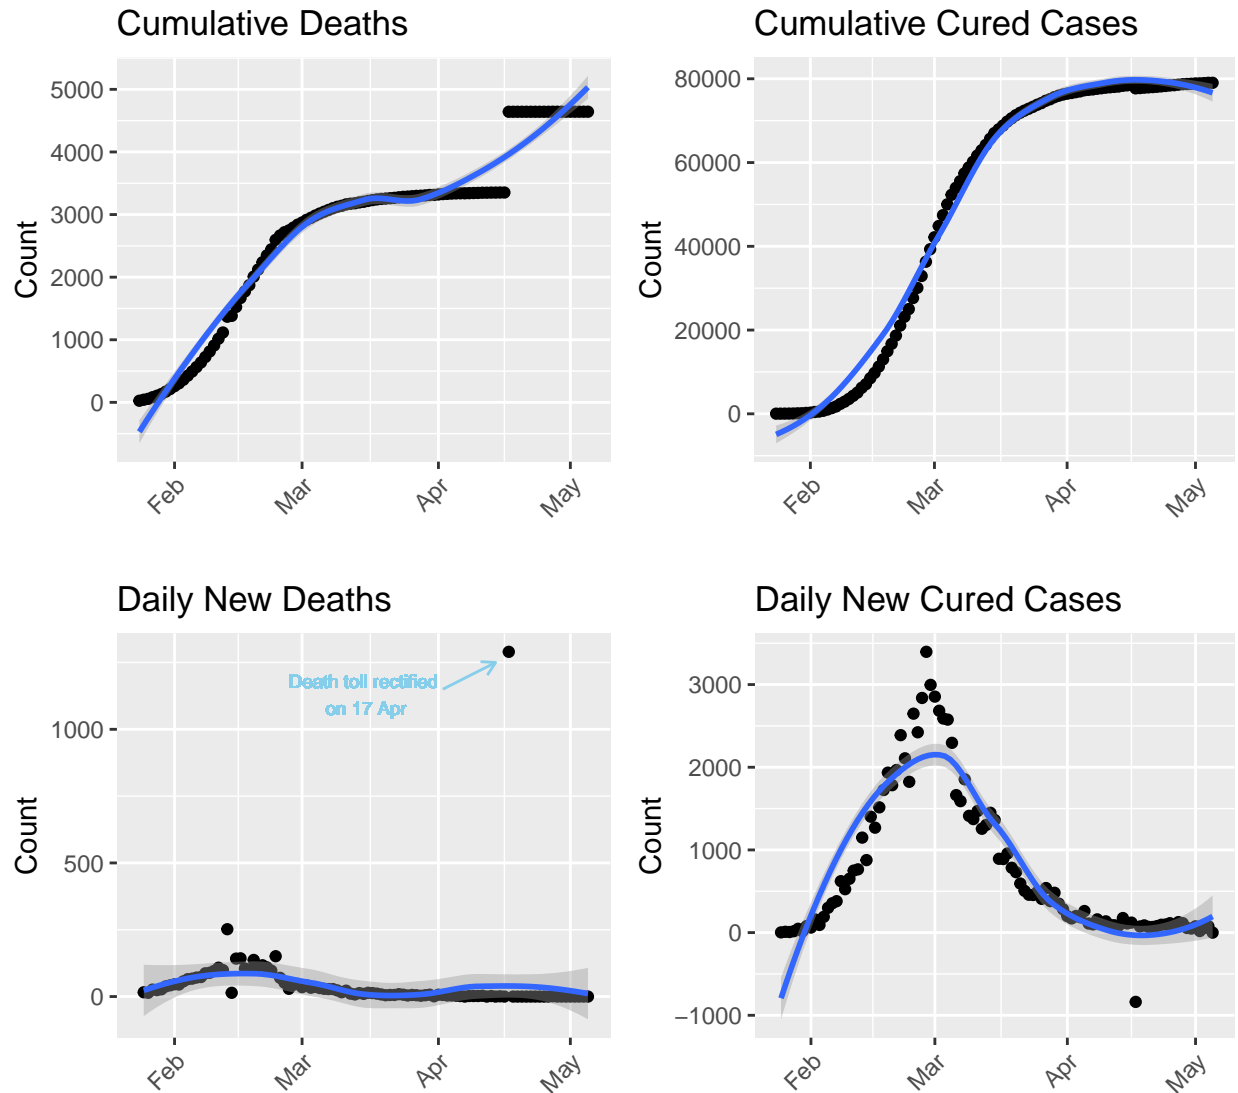 Cumulative Deaths
Count
5000
4000
3000
2000
1000
0
Feb
Mar
Apr
May
Cumulative Cured Cases
Count
80000
60000
40000
20000
0
Feb
Mar
Apr
May
Daily New Deaths
Count
1000
500
0
Death toll rectified
on 17 Apr
Feb
Mar
Apr
May
Daily New Cured Cases
Count
3000
2000
1000
0
−1000
Feb
Mar
Apr
May